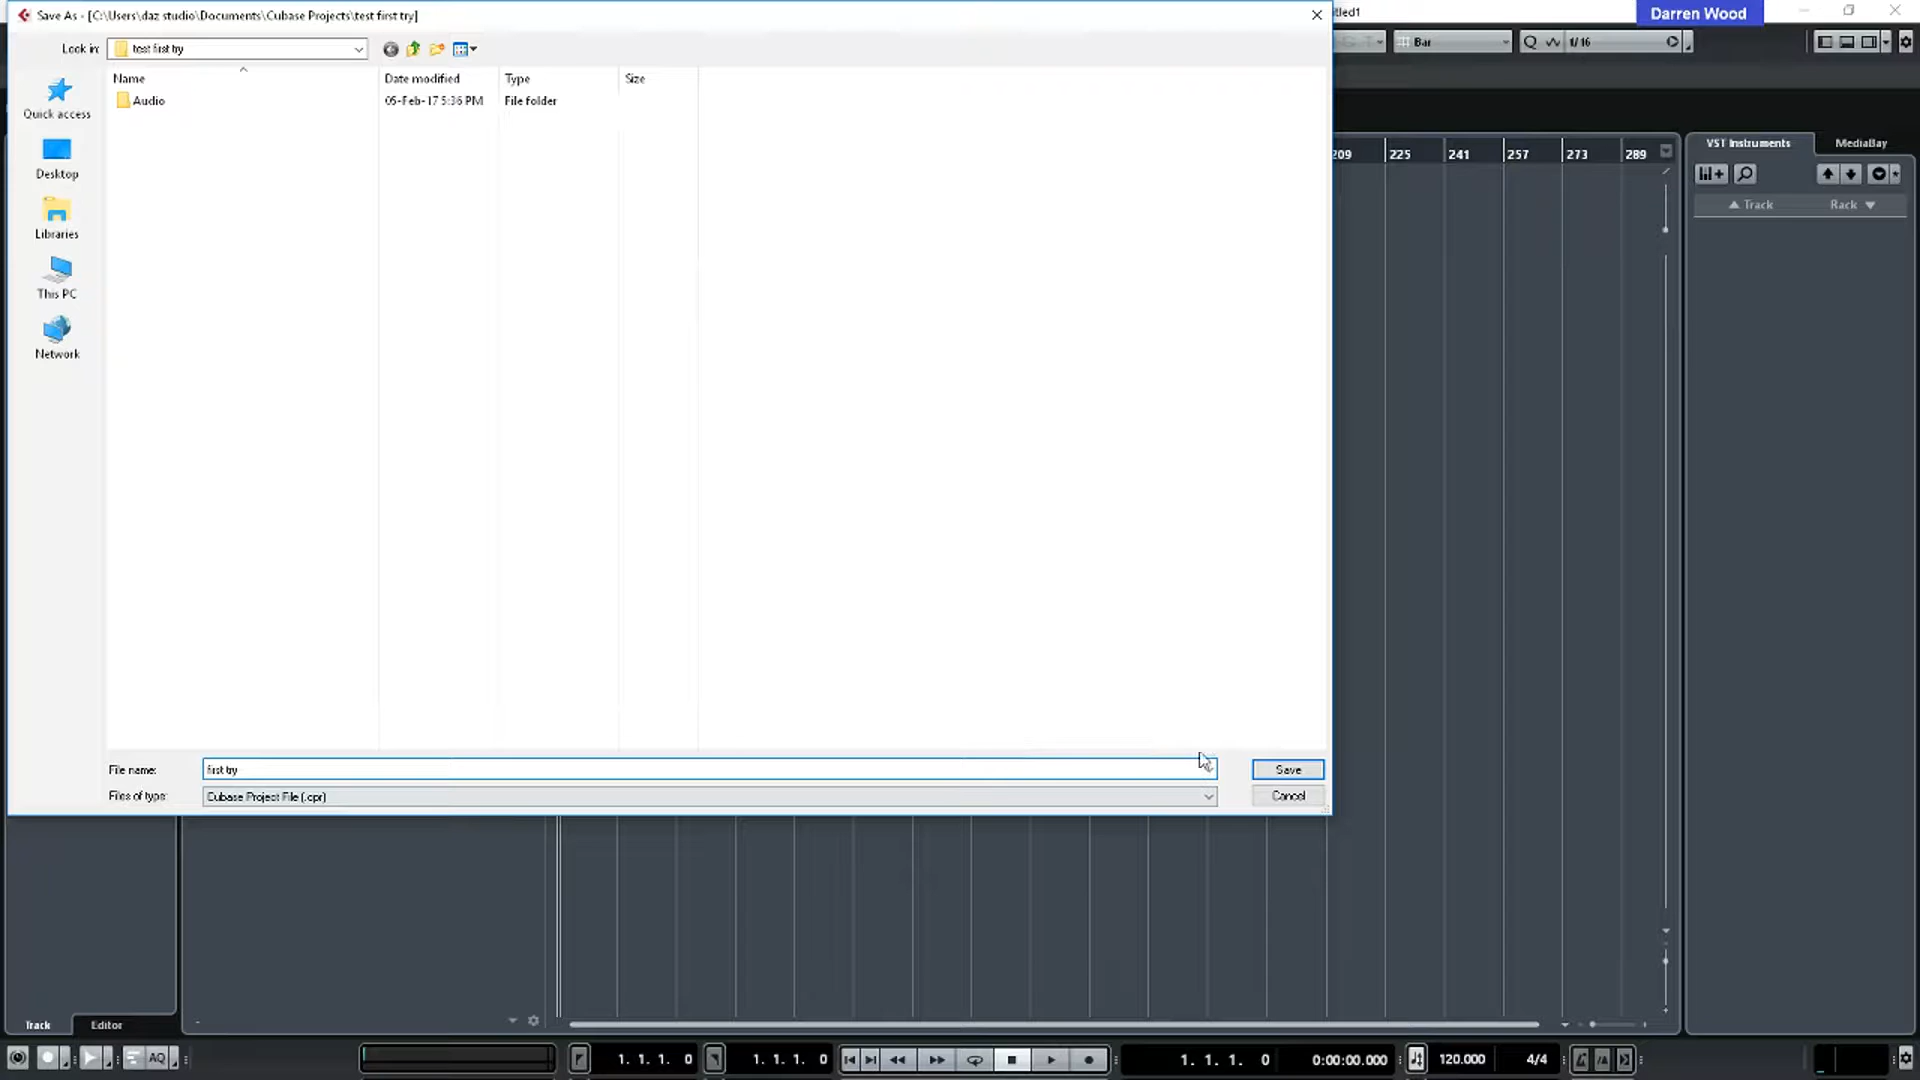 Save As - [C:\Users\daz studio\Documents\Cubase Projects\test first try]
itled1
Darren Wood
Look in:
test first try
Bar
Q
1/16
Name
Date modified
Type
Size
Audio
05-Feb-17 5:36 PM
File folder
Quick access
Desktop
Libraries
This PC
Network
209
225
241
257
273
289
VST Instruments
MediaBay
Track
Rack
File name:
first try
Save
Files of type:
Cubase Project File (.cpr)
Cancel
Track
Editor
AQ
1. 1. 1. 0
1. 1. 1. 0
1. 1. 1. 0
0:00:00.000
120.000
4/4